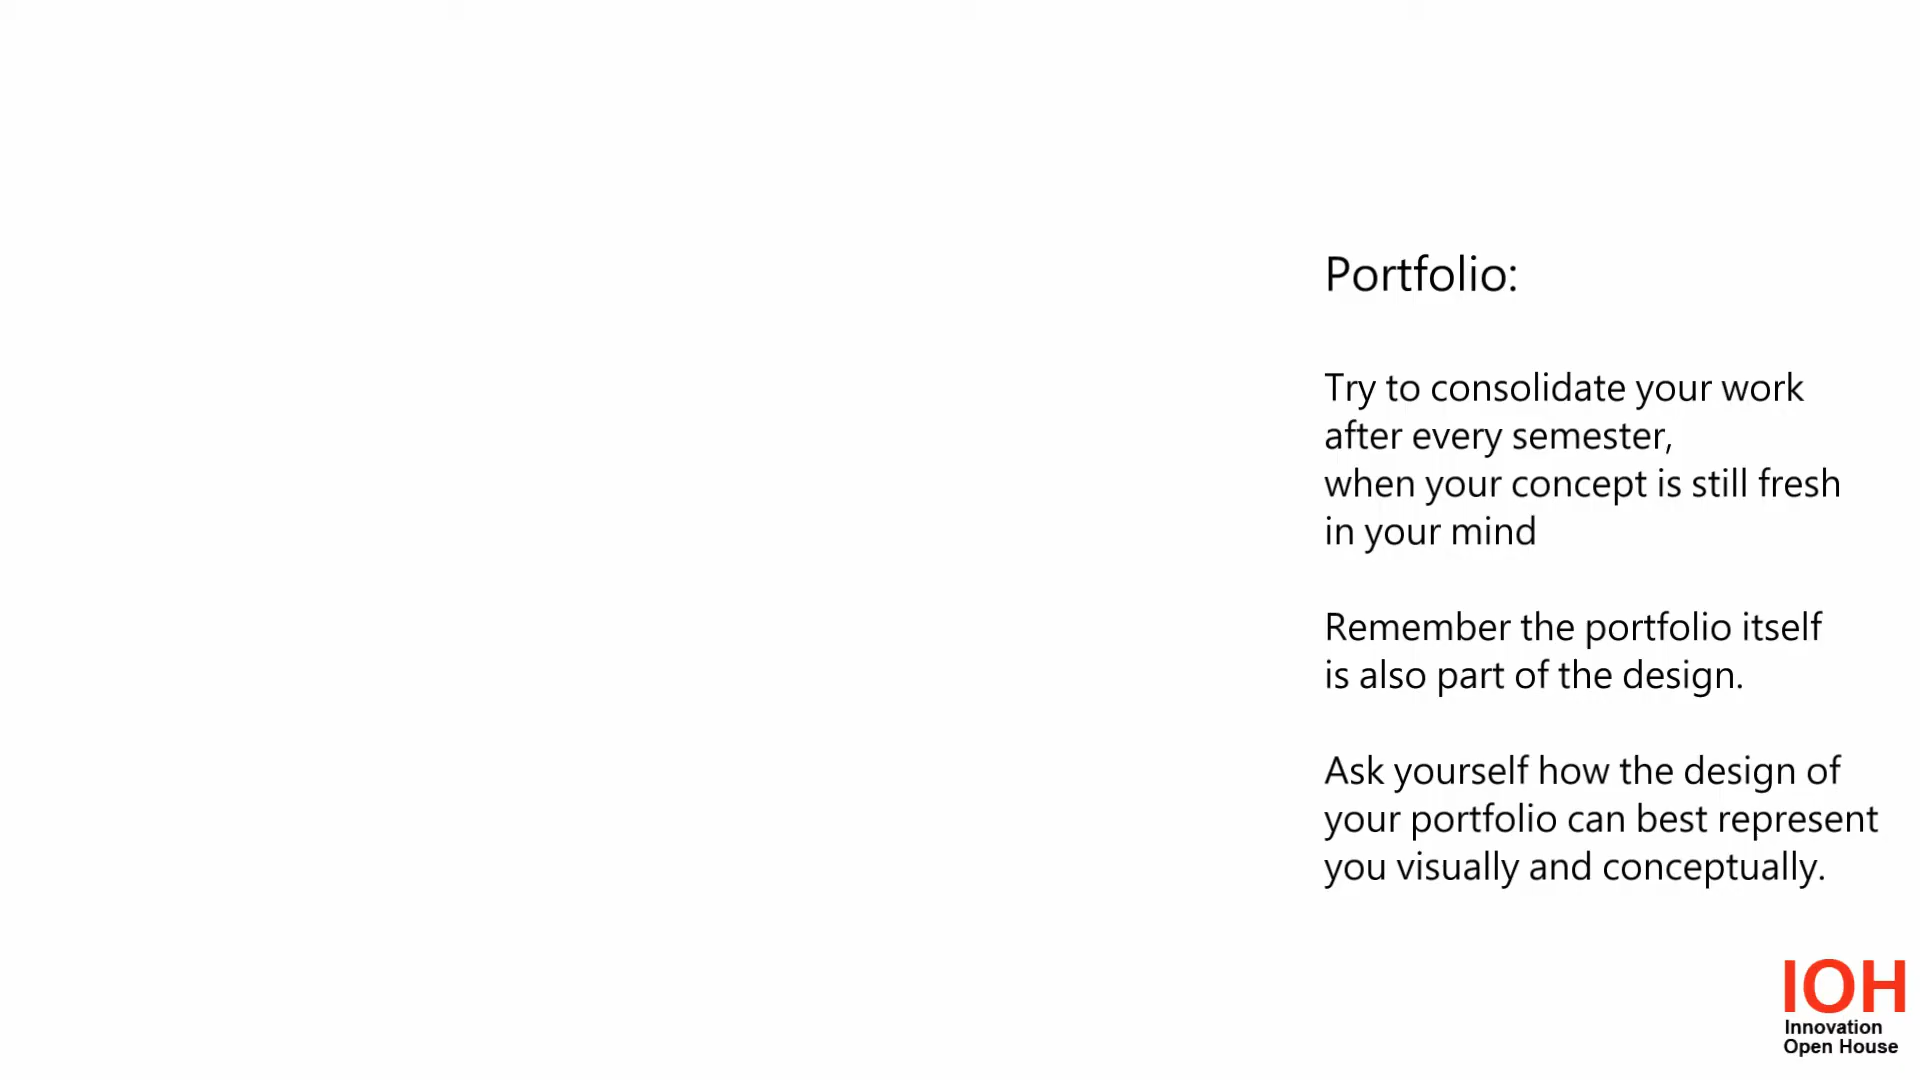 Portfolio:
Try to consolidate your work
after every semester,
when your concept is still fresh
in your mind
Remember the portfolio itself
is also part of the design.
Ask yourself how the design of
your portfolio can best represent
you visually and conceptually.
IOH
Innovation
Open House